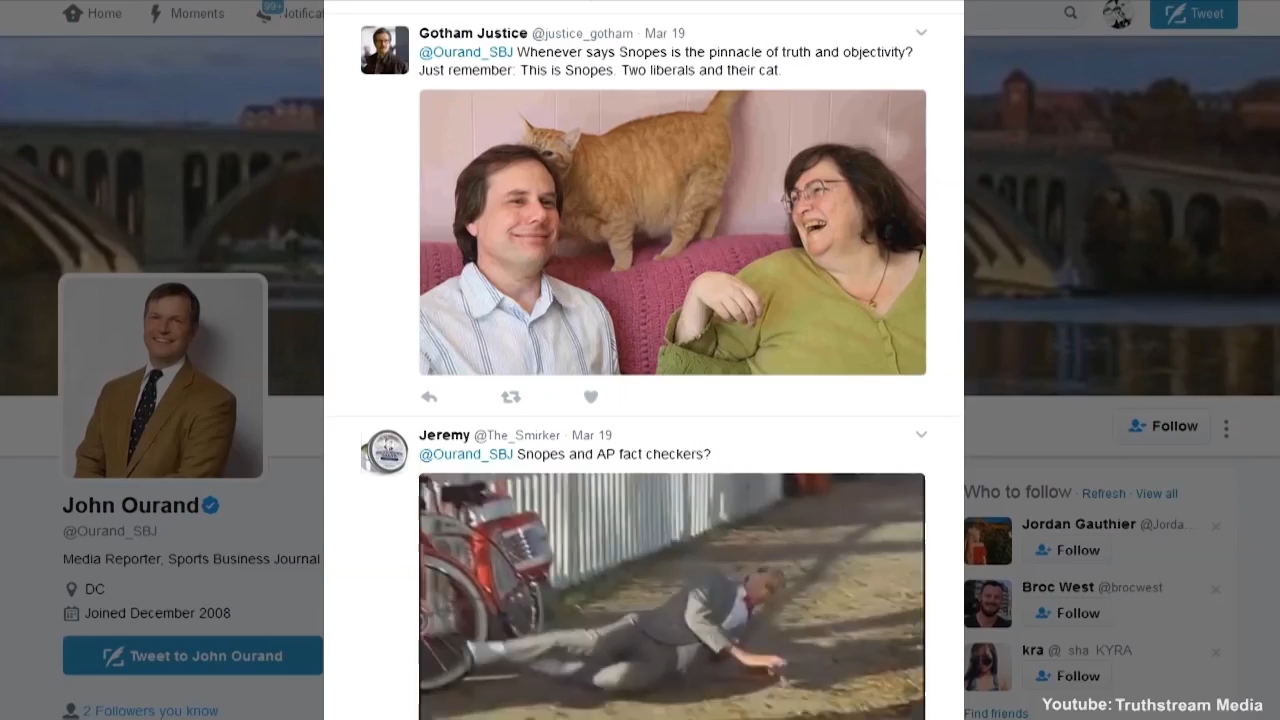 Home
Moments
99+
Notifica
Tweet
Gotham Justice @justice_gotham · Mar 19
@Ourand_SBJ Whenever says Snopes is the pinnacle of truth and objectivity?
Just remember: This is Snopes. Two liberals and their cat.
Jeremy @The_Smirker · Mar 19
@Ourand_SBJ Snopes and AP fact checkers?
John Ourand
@Ourand_SBJ
Media Reporter, Sports Business Journal
DC
Joined December 2008
Tweet to John Ourand
2 Followers you know
Follow
Who to follow · Refresh · View all
Jordan Gauthier @Jorda...
Follow
Broc West @brocwest
Follow
kra @_sha_KYRA
Follow
Find friends
Youtube: Truthstream Media